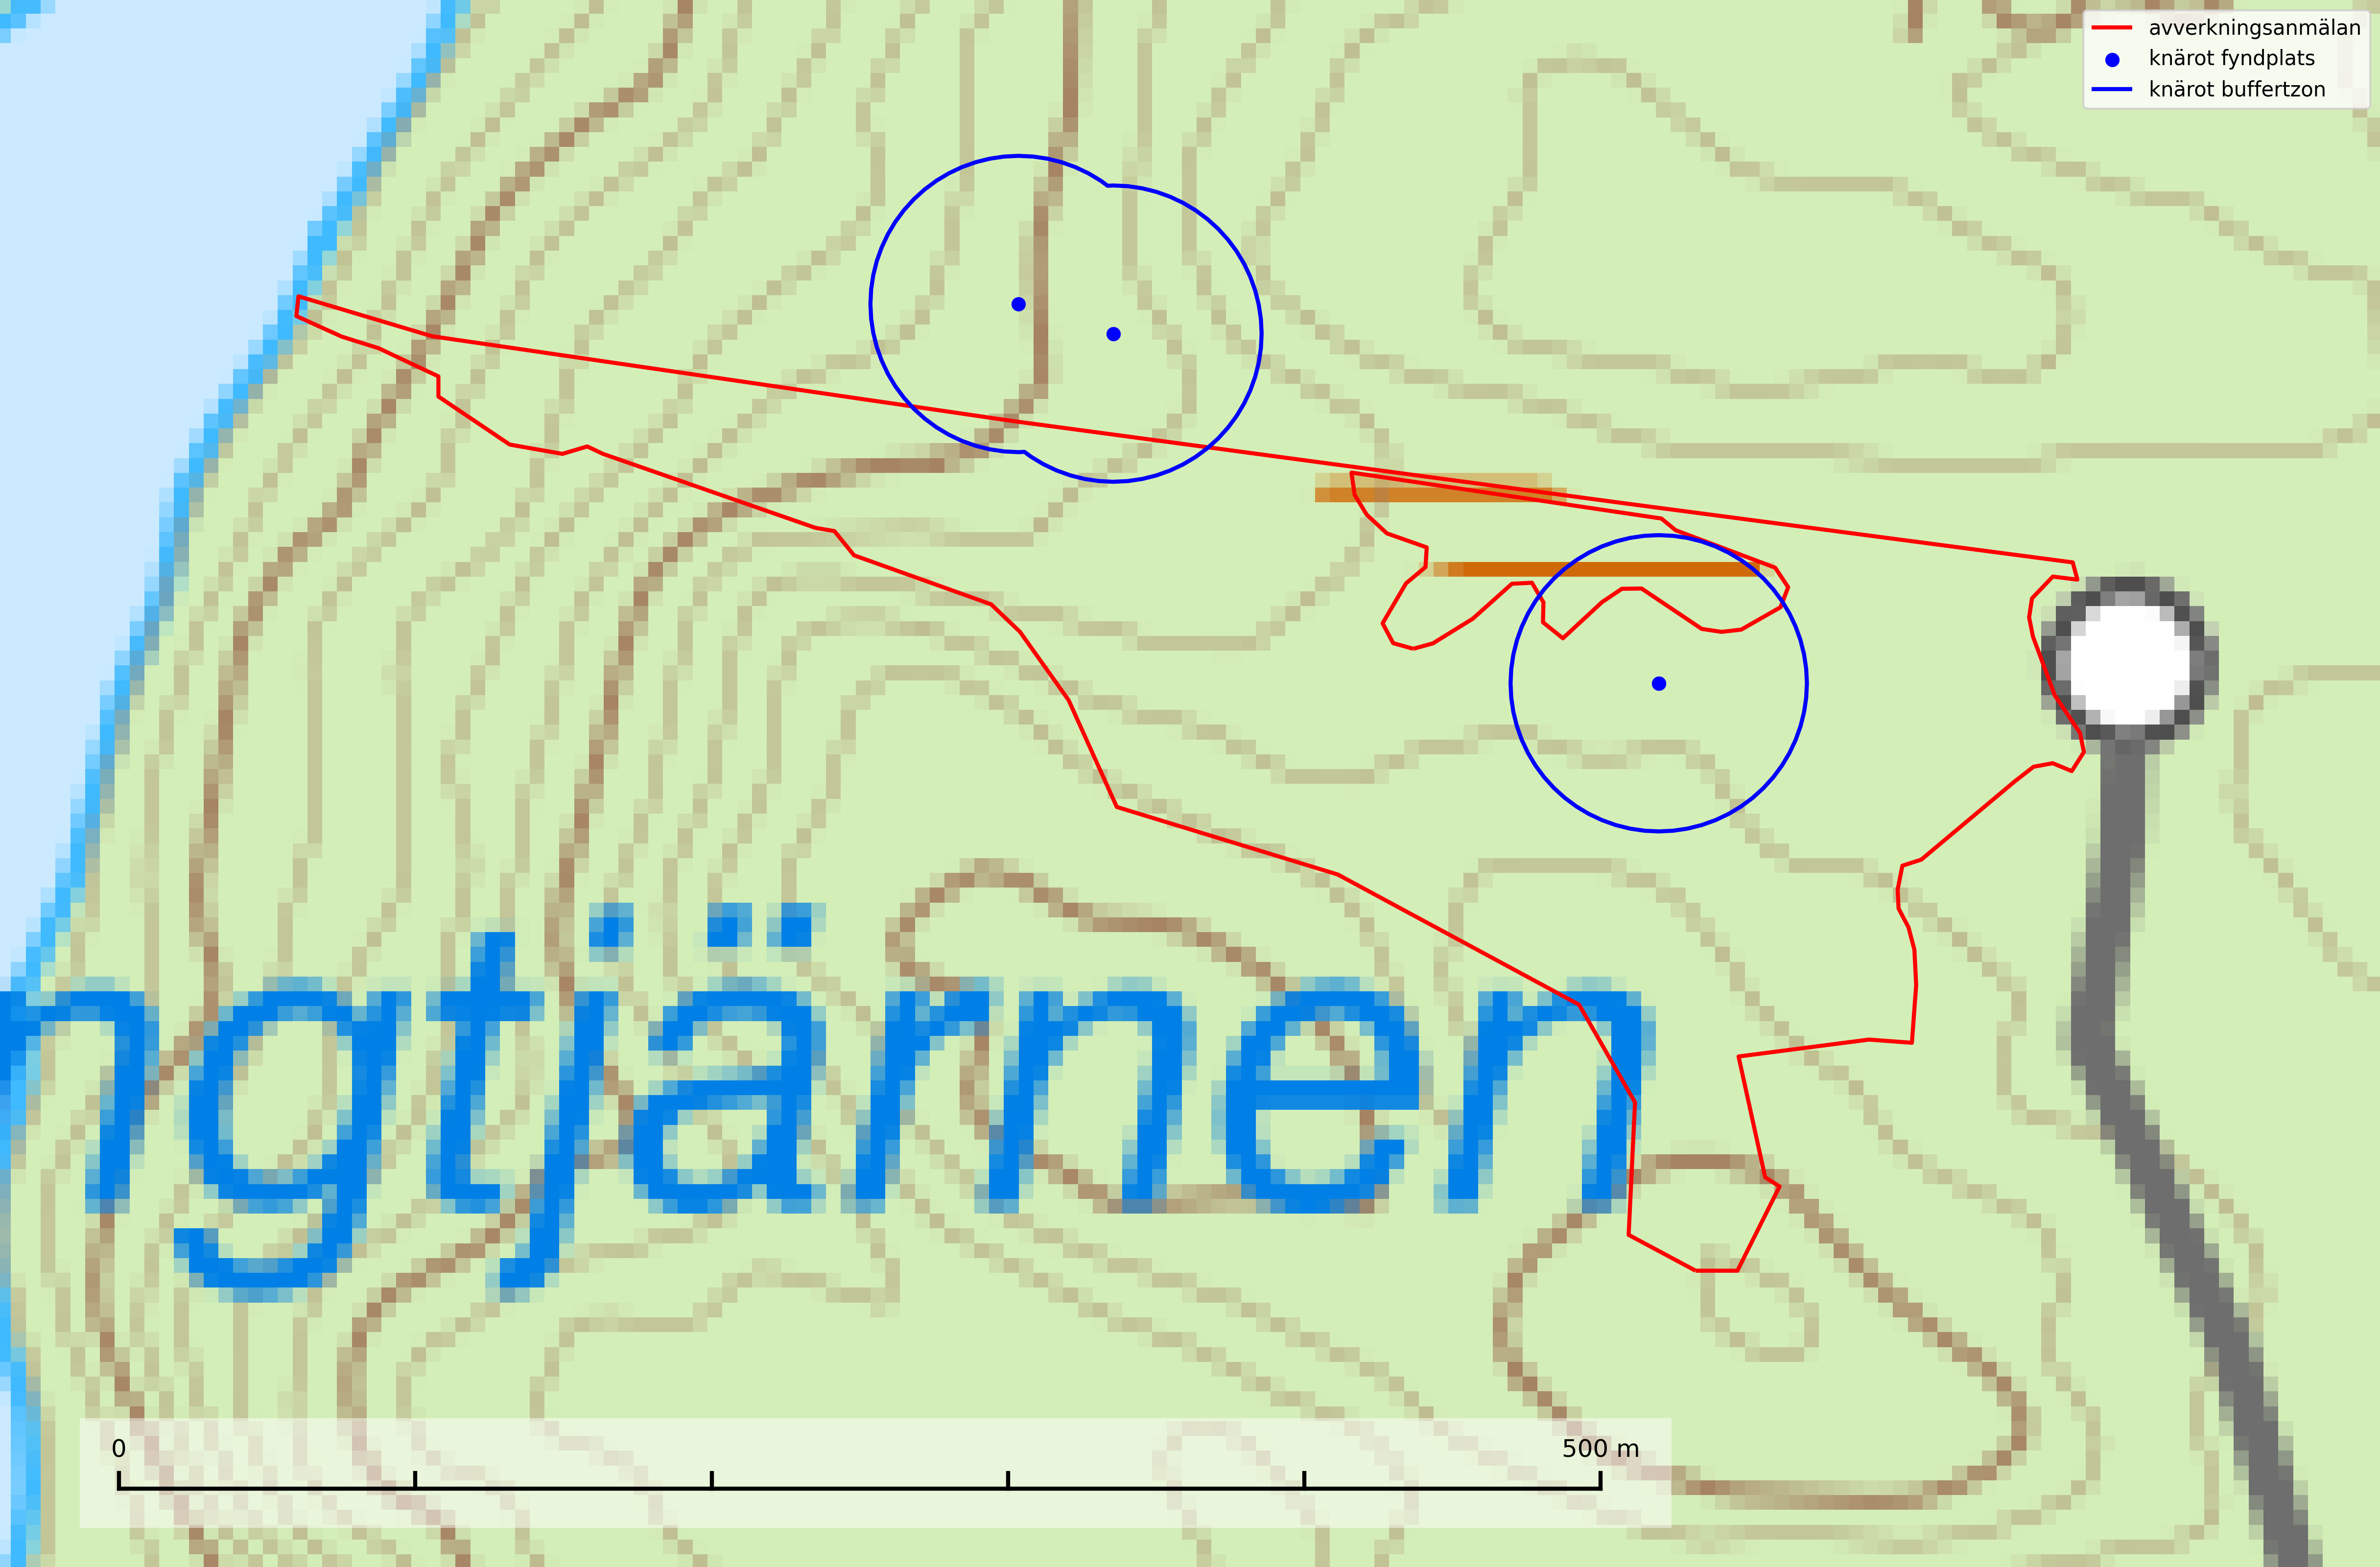 avverkningsanmälan
knärot fyndplats
knärot buffertzon
ngtjärnen
0 500 m